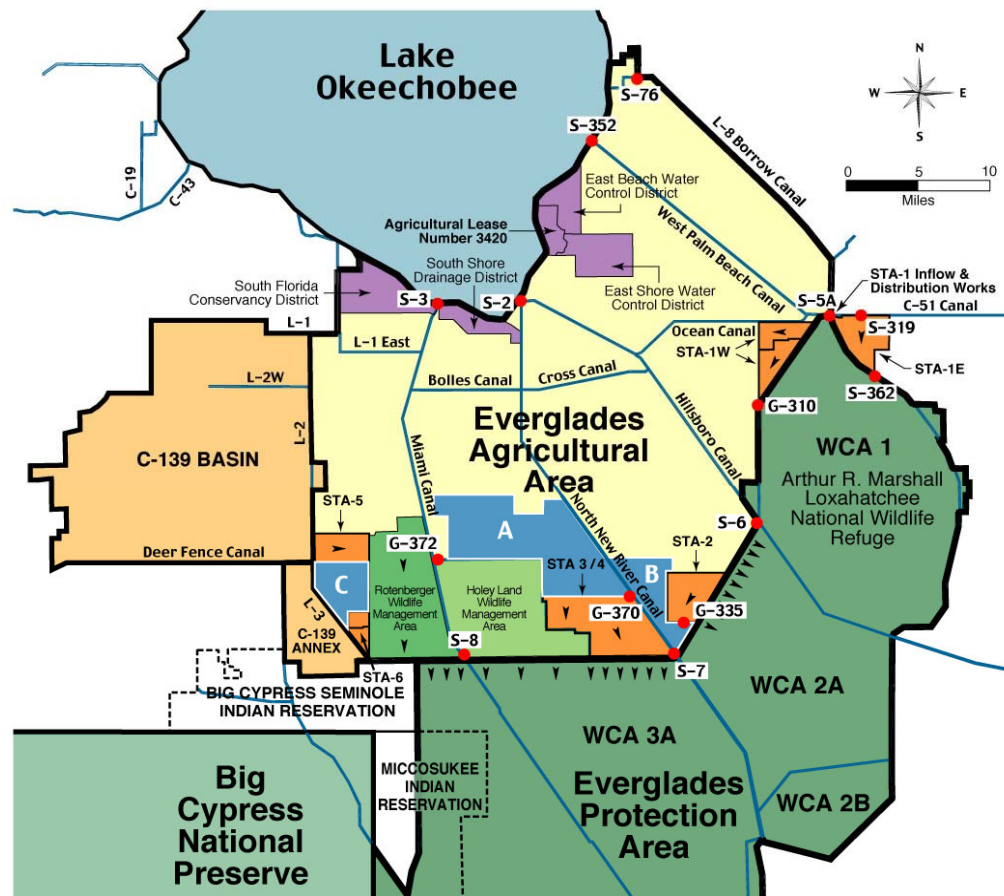 Lake
Okeechobee
N
W
E
S
0
5
10
Miles
S-76
S-352
L-8 Borrow Canal
C-19
C-43
East Beach Water
Control District
Agricultural Lease
Number 3420
West Palm Beach Canal
South Shore
Drainage District
South Florida
Conservancy District
East Shore Water
Control District
STA-1 Inflow &
Distribution Works
S-3
S-2
S-5A
C-51 Canal
L-1
L-1 East
Ocean Canal
STA-1W
S-319
STA-1E
S-362
Bolles Canal
Cross Canal
L-2W
L-2
G-310
Hillsboro Canal
Everglades
Agricultural
Area
Miami Canal
C-139 BASIN
WCA 1
Arthur R. Marshall
Loxahatchee
National Wildlife
Refuge
STA-5
A
North New River Canal
S-6
Deer Fence Canal
G-372
STA 3/4
B
STA-2
C
Rotenberger
Wildlife
Management
Area
Holey Land
Wildlife
Management
Area
G-370
G-335
L-3
C-139
ANNEX
S-8
S-7
STA-6
BIG CYPRESS SEMINOLE
INDIAN RESERVATION
WCA 2A
WCA 3A
MICCOSUKEE
INDIAN
RESERVATION
Big
Cypress
National
Preserve
Everglades
Protection
Area
WCA 2B